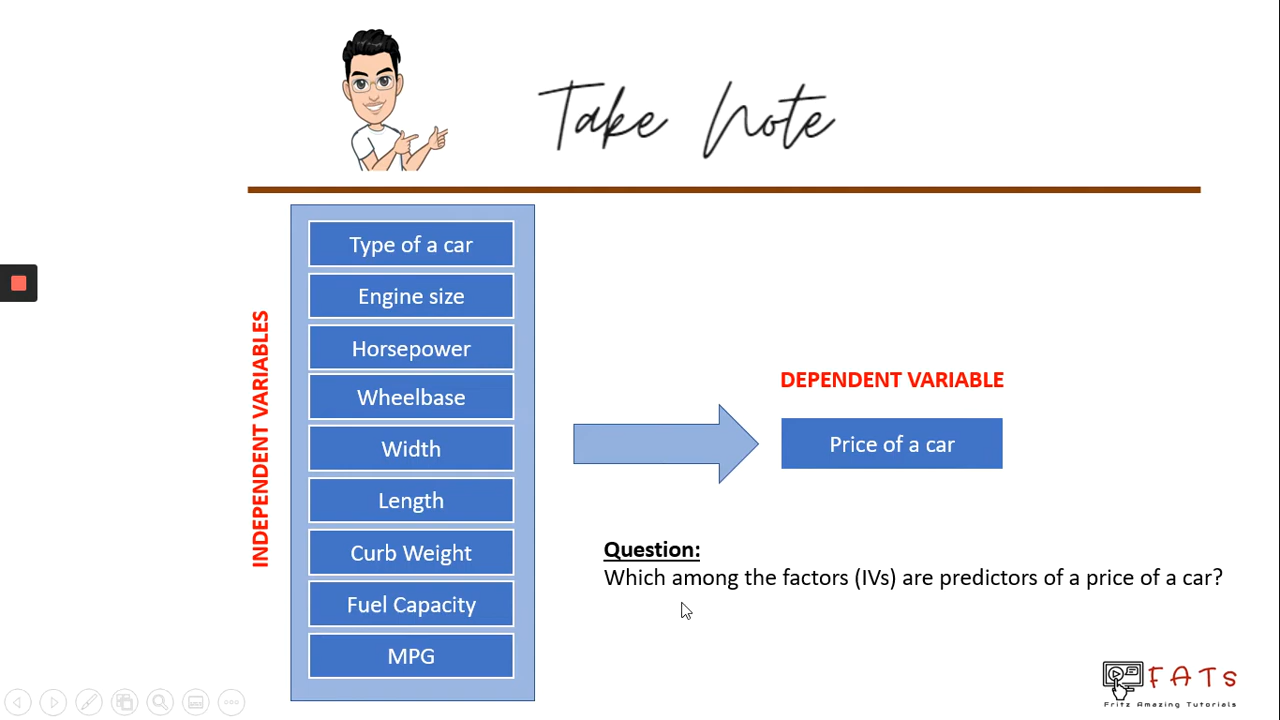 Take Note
INDEPENDENT VARIABLES
Type of a car
Engine size
Horsepower
Wheelbase
Width
Length
Curb Weight
Fuel Capacity
MPG
DEPENDENT VARIABLE
Price of a car
Question:
Which among the factors (IVs) are predictors of a price of a car?
FATs
Fritz Amazing Tutorials